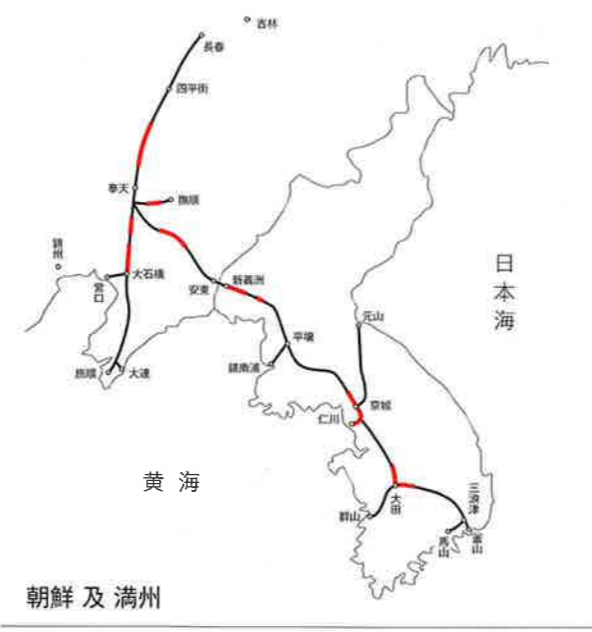 吉林
長春
四平街
奉天
撫順
錦州
営口
大石橋
安東
新義洲
日本海
元山
平壌
鎮南浦
旅順
大連
京城
仁川
黄海
大田
三浪津
群山
馬山
釜山
朝鮮及満州